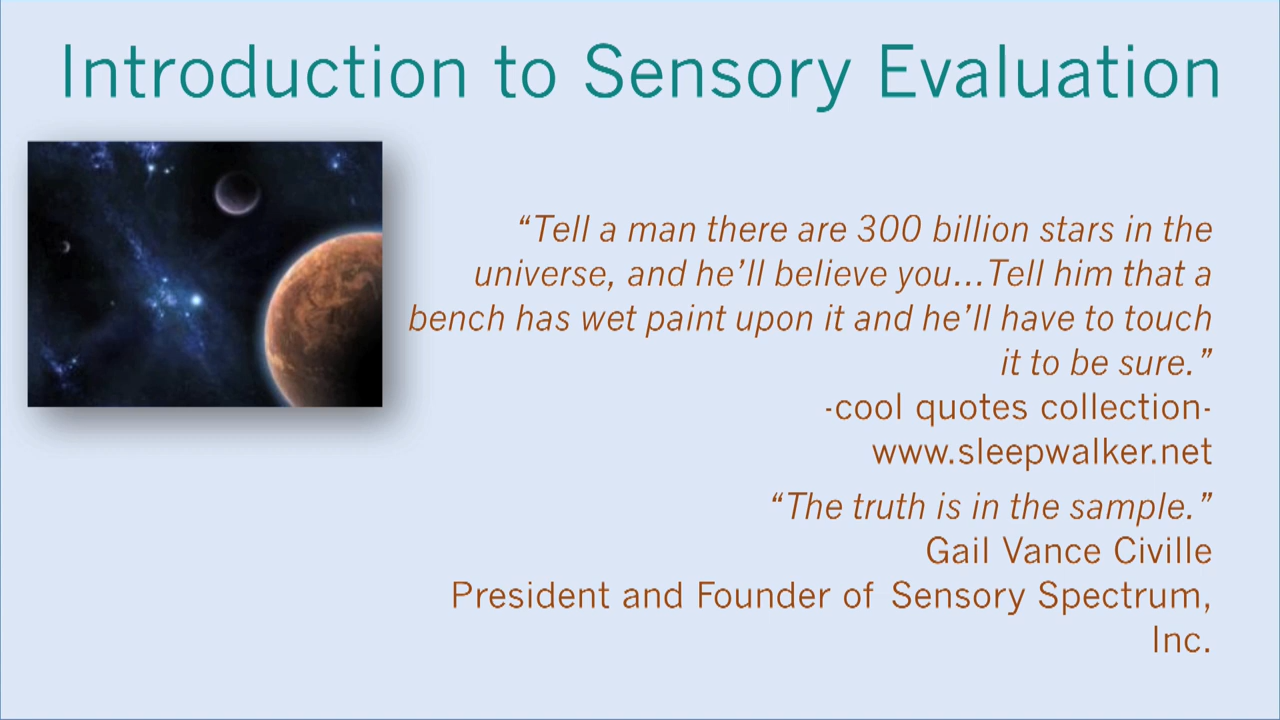 Introduction to Sensory Evaluation
“Tell a man there are 300 billion stars in the
universe, and he’ll believe you...Tell him that a
bench has wet paint upon it and he’ll have to touch
it to be sure.”
-cool quotes collection-
www.sleepwalker.net
“The truth is in the sample.”
Gail Vance Civille
President and Founder of Sensory Spectrum,
Inc.